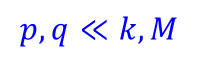 p, q ≪ k, M